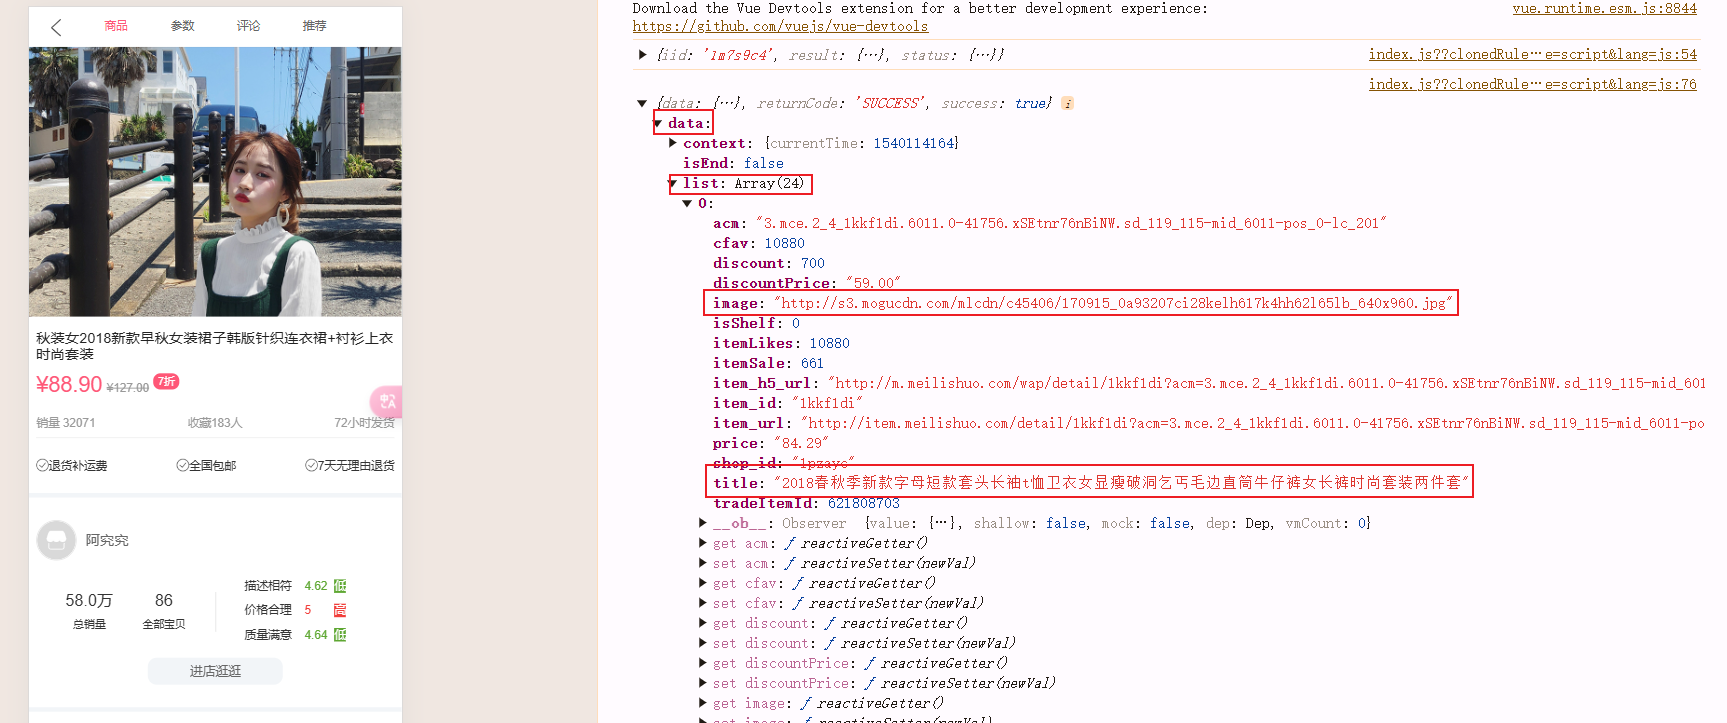 商品 参数 评论 推荐
秋装女2018新款早秋女装裙子韩版针织连衣裙+衬衫上衣
时尚套装
¥88.90 ¥127.00 7折
销量 32071 收藏183人 72小时发货
退货补运费 全国包邮 7天无理由退货
阿究究
58.0万 总销量
86 全部宝贝
描述相符 4.62 低
价格合理 5 高
质量满意 4.64 低
进店逛逛
Download the Vue Devtools extension for a better development experience: vue.runtime.esm.js:8844
https://github.com/vuejs/vue-devtools
{iid: '1m7s9c4', result: {…}, status: {…}} index.js??clonedRule…e=script&lang=js:54
index.js??clonedRule…e=script&lang=js:76
{data: {…}, returnCode: 'SUCCESS', success: true} i
data:
context: {currentTime: 1540114164}
isEnd: false
list: Array(24)
0:
acm: "3.mce.2_4_1kkf1di.6011.0-41756.xSEtnr76nBiNW.sd_119_115-mid_6011-pos_0-lc_201"
cfav: 10880
discount: 700
discountPrice: "59.00"
image: "http://s3.mogucdn.com/mlcdn/c45406/170915_0a93207ci28kelh617k4hh62l65lb_640x960.jpg"
isShelf: 0
itemLikes: 10880
itemSale: 661
item_h5_url: "http://m.meilishuo.com/wap/detail/1kkf1di?acm=3.mce.2_4_1kkf1di.6011.0-41756.xSEtnr76nBiNW.sd_119_115-mid_601
item_id: "1kkf1di"
item_url: "http://item.meilishuo.com/detail/1kkf1di?acm=3.mce.2_4_1kkf1di.6011.0-41756.xSEtnr76nBiNW.sd_119_115-mid_6011-po
price: "84.29"
shop_id: "1pzayc"
title: "2018春秋季新款字母短款套头长袖t恤卫衣女显瘦破洞乞丐毛边直筒牛仔裤女长裤时尚套装两件套"
tradeItemId: 621808703
__ob__: Observer {value: {…}, shallow: false, mock: false, dep: Dep, vmCount: 0}
get acm: ƒ reactiveGetter()
set acm: ƒ reactiveSetter(newVal)
get cfav: ƒ reactiveGetter()
set cfav: ƒ reactiveSetter(newVal)
get discount: ƒ reactiveGetter()
set discount: ƒ reactiveSetter(newVal)
get discountPrice: ƒ reactiveGetter()
set discountPrice: ƒ reactiveSetter(newVal)
get image: ƒ reactiveGetter()
set image: ƒ reactiveSetter(newVal)